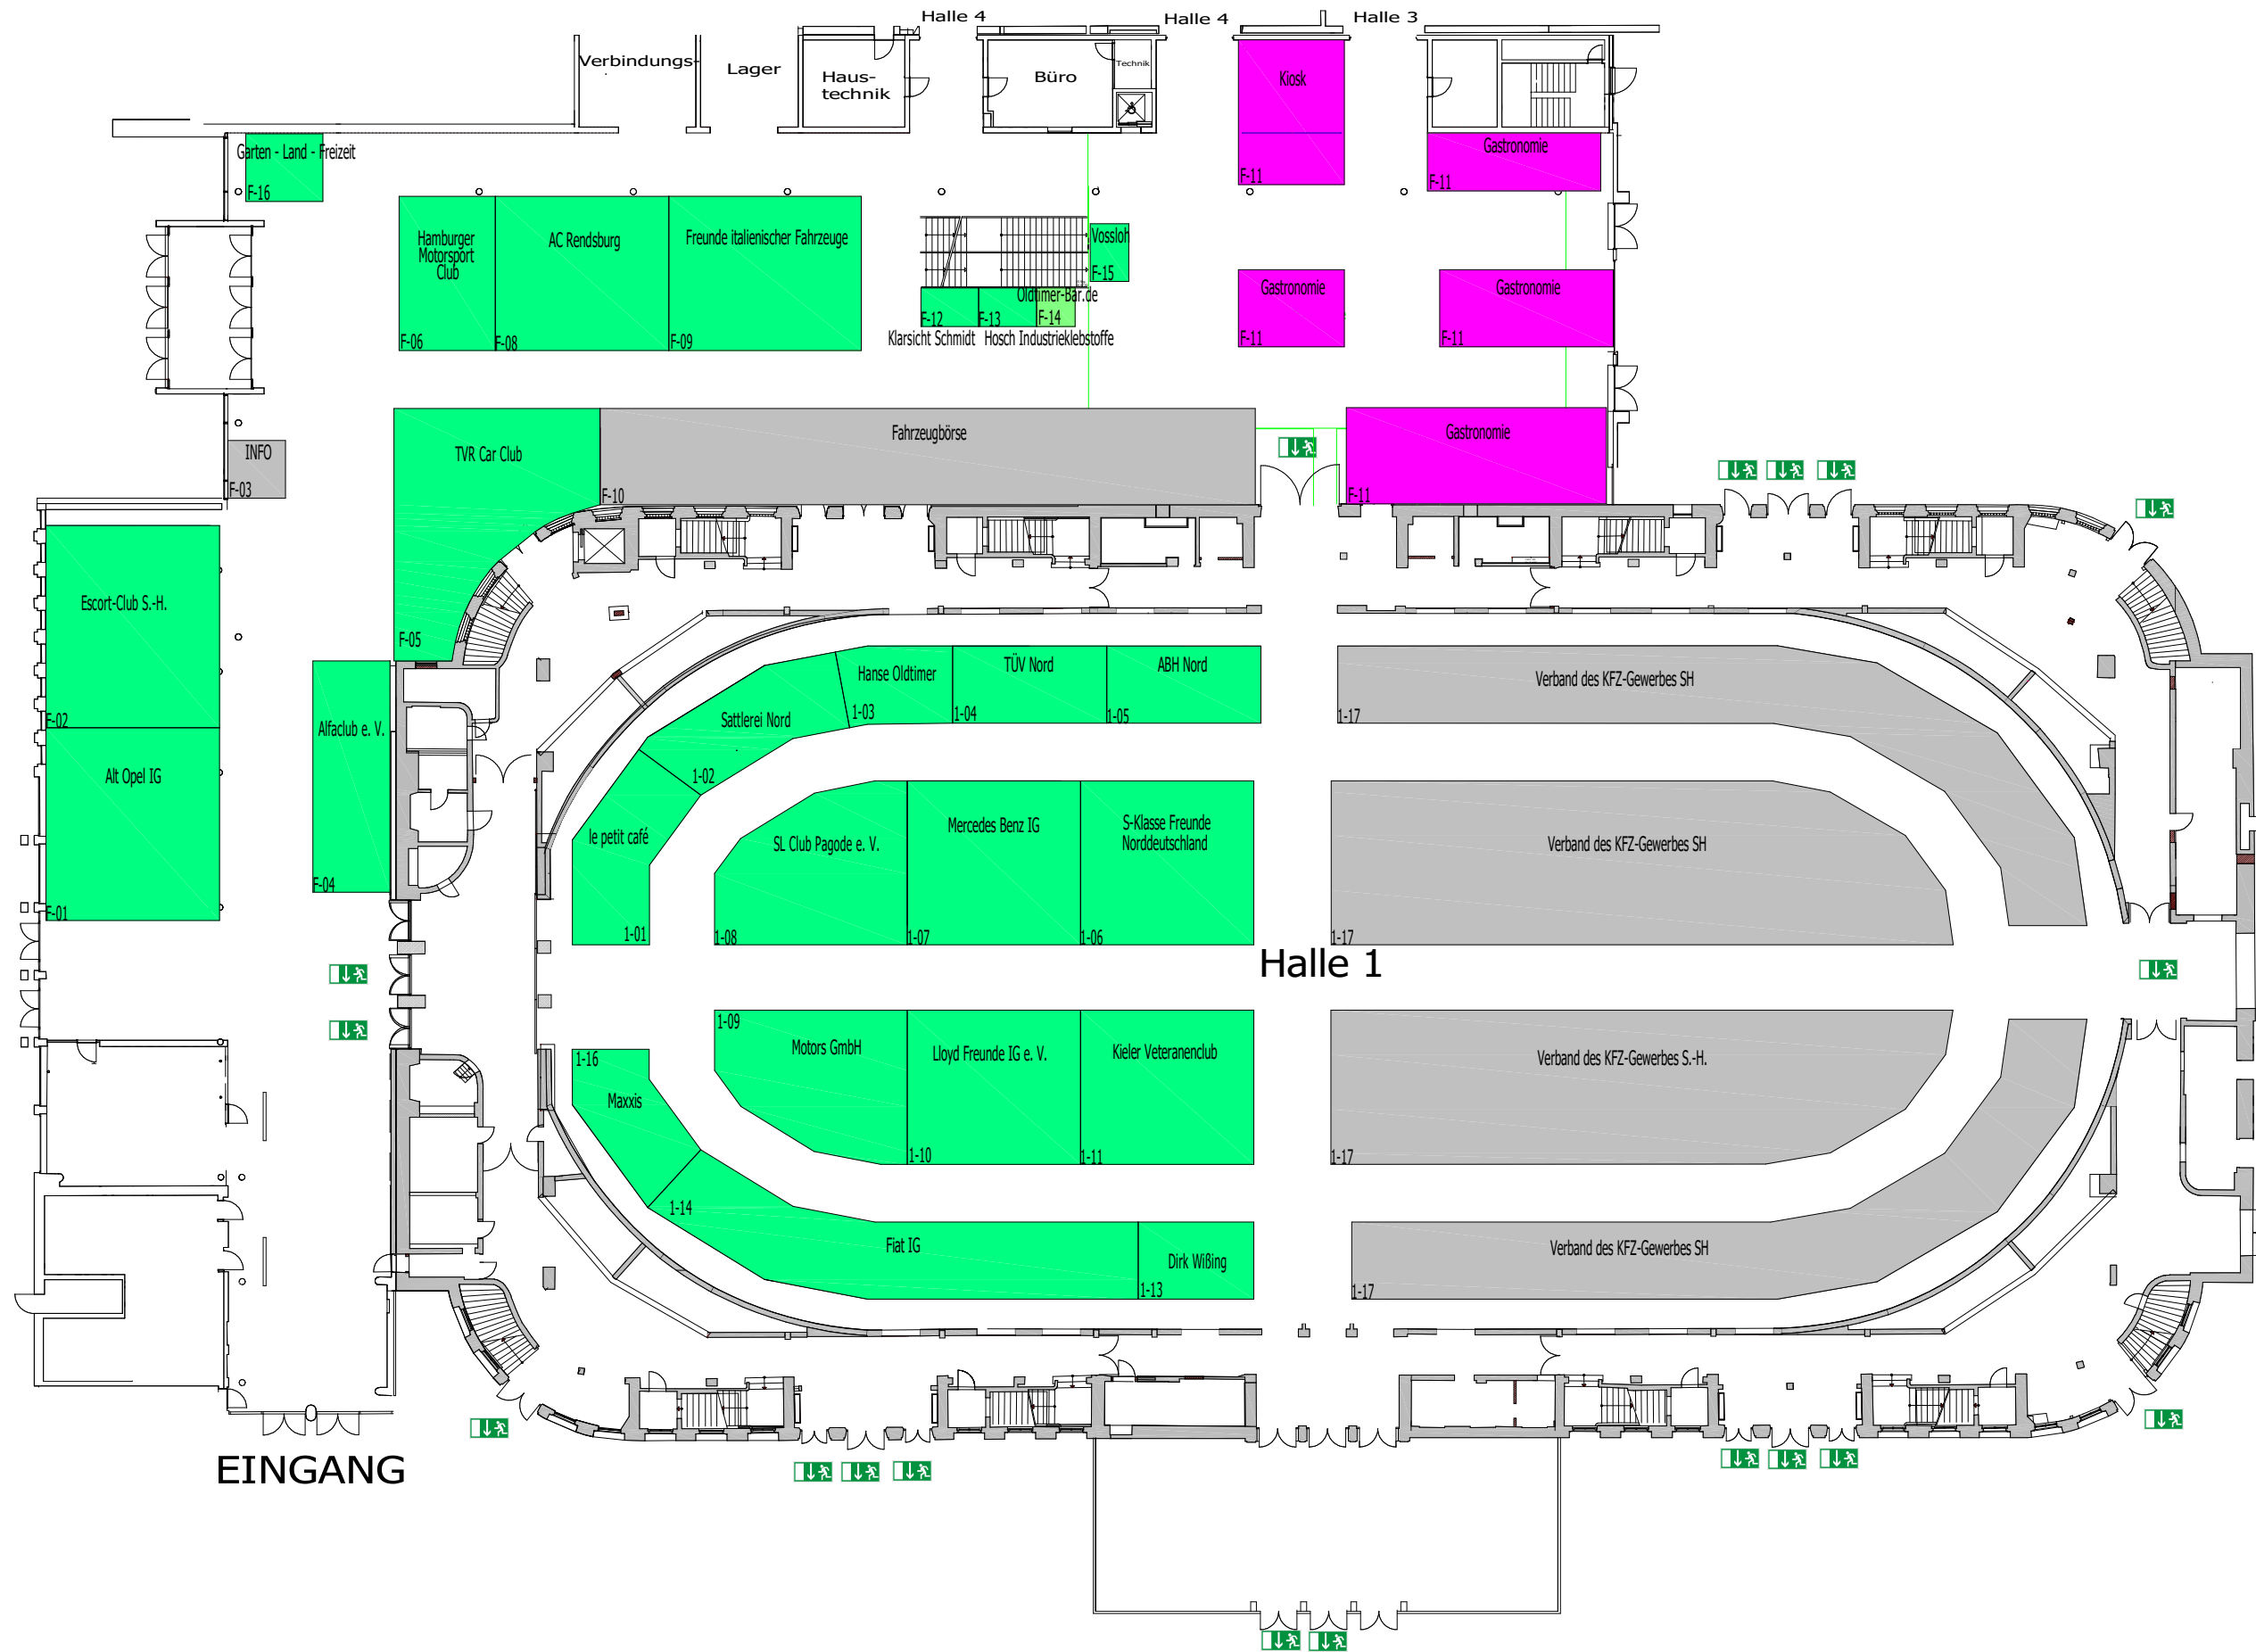 Halle 4
Halle 4
Halle 3
Verbindungs-
Lager
Haus-
technik
Büro
Technik
Kiosk
F-11
Gastronomie
F-11
Garten - Land - Freizeit
F-16
Hamburger
Motorsport
Club
F-06
AC Rendsburg
F-08
Freunde italienischer Fahrzeuge
F-09
Vossloh
F-15
Oldtimer-Bar.de
F-12
F-13
F-14
Klarsicht Schmidt
Hosch Industrieklebstoffe
Gastronomie
F-11
Gastronomie
F-11
INFO
F-03
TVR Car Club
F-05
Fahrzeugbörse
F-10
Gastronomie
F-11
Escort-Club S.-H.
F-02
Alt Opel IG
F-01
Alfaclub e. V.
F-04
Sattlerei Nord
1-02
Hanse Oldtimer
1-03
TÜV Nord
1-04
ABH Nord
1-05
Verband des KFZ-Gewerbes SH
1-17
le petit café
1-01
SL Club Pagode e. V.
1-08
Mercedes Benz IG
1-07
S-Klasse Freunde
Norddeutschland
1-06
Verband des KFZ-Gewerbes SH
1-17
Halle 1
1-09
Motors GmbH
Lloyd Freunde IG e. V.
1-10
Kieler Veteranenclub
1-11
Verband des KFZ-Gewerbes S.-H.
1-17
1-16
Maxxis
1-14
Fiat IG
Dirk Wißing
1-13
Verband des KFZ-Gewerbes SH
1-17
EINGANG